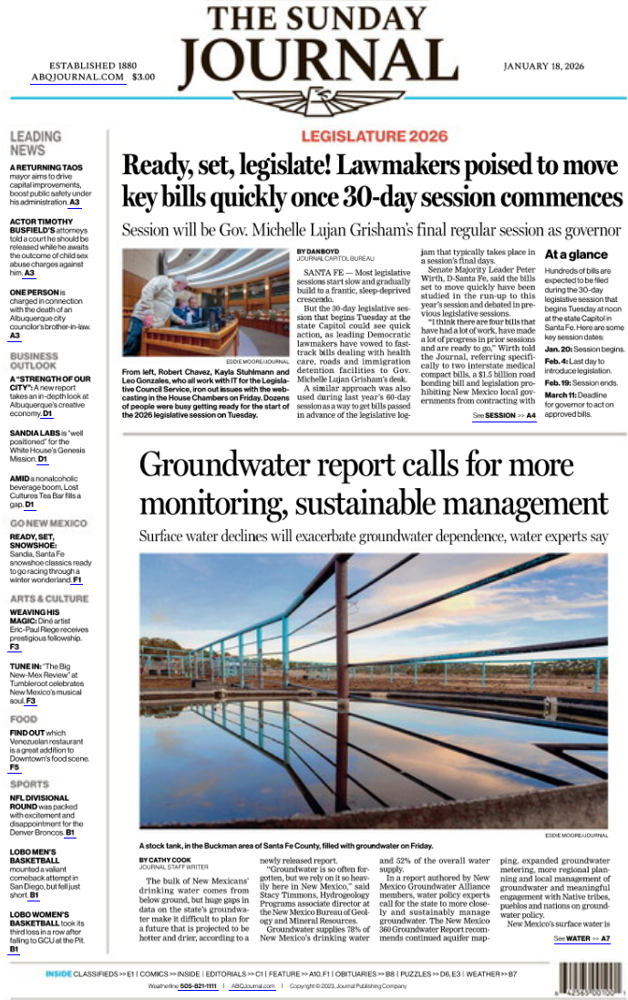 THE SUNDAY
JOURNAL
ESTABLISHED 1880
ABQJOURNAL.COM $3.00
JANUARY 18, 2026
LEADING
NEWS
A RETURNING TAOS
mayor aims to drive
capital improvements,
boost public safety under
his administration. A3
ACTOR TIMOTHY
BUSFIELD'S attorneys
told a court he should be
released while he awaits
the outcome of child sex
abuse charges against
him. A3
ONE PERSON is
charged in connection
with the death of an
Albuquerque city
councilor's brother-in-law.
A3
BUSINESS
OUTLOOK
A "STRENGTH OF OUR
CITY": A new report
takes an in-depth look at
Albuquerque's creative
economy. D1
SANDIA LABS is "well
positioned" for the
White House's Genesis
Mission. D1
AMID a nonalcoholic
beverage boom, Lost
Cultures Tea Bar fills a
gap. D1
GO NEW MEXICO
READY, SET,
SNOWSHOE:
Sandia, Santa Fe
snowshoe classics ready
to go racing through a
winter wonderland. F1
ARTS & CULTURE
WEAVING HIS
MAGIC: Diné artist
Eric-Paul Riege receives
prestigious fellowship.
F3
TUNE IN: "The Big
New-Mex Review" at
Tumbleroot celebrates
New Mexico's musical
soul. F3
FOOD
FIND OUT which
Venezuelan restaurant
is a great addition to
Downtown's food scene.
F5
SPORTS
NFL DIVISIONAL
ROUND was packed
with excitement and
disappointment for the
Denver Broncos. B1
LOBO MEN'S
BASKETBALL
mounted a valiant
comeback attempt in
San Diego, but fell just
short. B1
LOBO WOMEN'S
BASKETBALL took its
third loss in a row after
falling to GCU at the Pit.
B1
LEGISLATURE 2026
Ready, set, legislate! Lawmakers poised to move
key bills quickly once 30-day session commences
Session will be Gov. Michelle Lujan Grisham's final regular session as governor
EDDIE MOORE/JOURNAL
From left, Robert Chavez, Kayla Stuhlmann and
Leo Gonzales, who all work with IT for the Legisla-
tive Council Service, iron out issues with the web-
casting in the House Chambers on Friday. Dozens
of people were busy getting ready for the start of
the 2026 legislative session on Tuesday.
BY DAN BOYD
JOURNAL CAPITOL BUREAU
SANTA FE — Most legislative
sessions start slow and gradually
build to a frantic, sleep-deprived
crescendo.
But the 30-day legislative ses-
sion that begins Tuesday at the
state Capitol could see quick
action, as leading Democratic
lawmakers have vowed to fast-
track bills dealing with health
care, roads and immigration
detention facilities to Gov.
Michelle Lujan Grisham's desk.
A similar approach was also
used during last year's 60-day
session as a way to get bills passed
in advance of the legislative log-
jam that typically takes place in
a session's final days.
Senate Majority Leader Peter
Wirth, D-Santa Fe, said the bills
set to move quickly have been
studied in the run-up to this
year's session and debated in pre-
vious legislative sessions.
"I think there are four bills that
have had a lot of work, have made
a lot of progress in prior sessions
and are ready to go," Wirth told
the Journal, referring specifi-
cally to two interstate medical
compact bills, a $1.5 billion road
bonding bill and legislation pro-
hibiting New Mexico local gov-
ernments from contracting with
See SESSION >> A4
At a glance
Hundreds of bills are
expected to be filed
during the 30-day
legislative session that
begins Tuesday at noon
at the state Capitol in
Santa Fe. Here are some
key session dates:
Jan. 20: Session begins.
Feb. 4: Last day to
introduce legislation.
Feb. 19: Session ends.
March 11: Deadline
for governor to act on
approved bills.
Groundwater report calls for more
monitoring, sustainable management
Surface water declines will exacerbate groundwater dependence, water experts say
EDDIE MOORE/JOURNAL
A stock tank, in the Buckman area of Santa Fe County, filled with groundwater on Friday.
BY CATHY COOK
JOURNAL STAFF WRITER
The bulk of New Mexicans'
drinking water comes from
below ground, but huge gaps in
data on the state's groundwa-
ter make it difficult to plan for
a future that is projected to be
hotter and drier, according to a
newly released report.
"Groundwater is so often for-
gotten, but we rely on it so heav-
ily here in New Mexico," said
Stacy Timmons, Hydrogeology
Programs associate director at
the New Mexico Bureau of Geol-
ogy and Mineral Resources.
Groundwater supplies 78% of
New Mexico's drinking water
and 52% of the overall water
supply.
In a report authored by New
Mexico Groundwater Alliance
members, water policy experts
call for the state to more close-
ly and sustainably manage
groundwater. The New Mexico
360 Groundwater Report recom-
mends continued aquifer map-
ping, expanded groundwater
metering, more regional plan-
ning and local management of
groundwater and meaningful
engagement with Native tribes,
pueblos and nations on ground-
water policy.
New Mexico's surface water is
See WATER >> A7
INSIDE CLASSIFIEDS >> E1 | COMICS >> INSIDE | EDITORIALS >> C1 | FEATURE >> A10, F1 | OBITUARIES >> B8 | PUZZLES >> D6, E3 | WEATHER >> B7
Weatherline 505-821-1111 | ABQJournal.com | Copyright © 2023, Journal Publishing Company